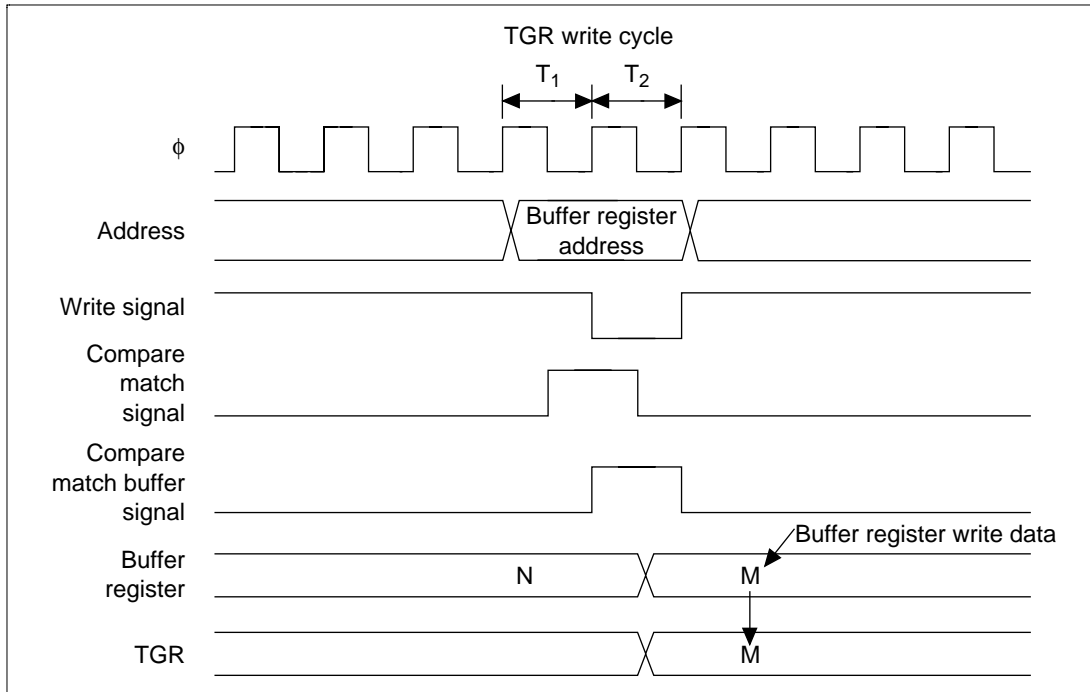 TGR write cycle
T1 T2
ϕ
Address
Buffer register
address
Write signal
Compare
match
signal
Compare
match buffer
signal
Buffer register write data
Buffer
register
N M
TGR
M